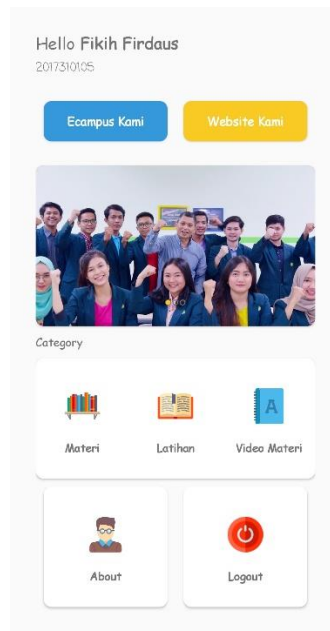 Hello Fikih Firdaus
2017310105
Ecampus Kami
Website Kami
Category
A
Materi
Latihan
Video Materi
About
Logout